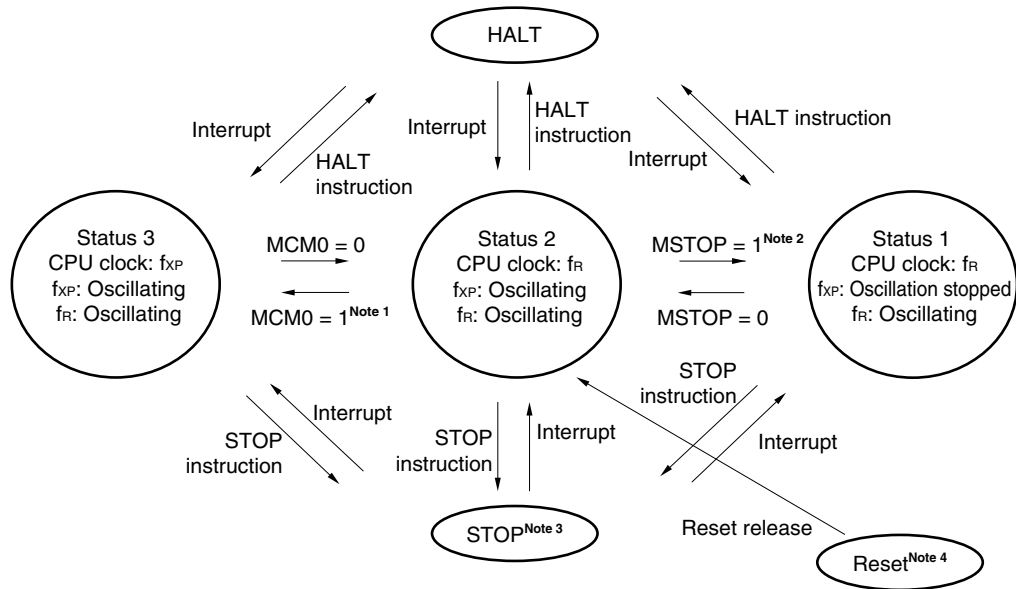 HALT
Interrupt
HALT
instruction
Interrupt
HALT
instruction
HALT instruction
Interrupt
Status 3
CPU clock: fXP
fXP: Oscillating
fR: Oscillating
MCM0 = 0
MCM0 = 1Note 1
Status 2
CPU clock: fR
fXP: Oscillating
fR: Oscillating
MSTOP = 1Note 2
MSTOP = 0
Status 1
CPU clock: fR
fXP: Oscillation stopped
fR: Oscillating
STOP
instruction
Interrupt
STOP
instruction
Interrupt
STOP
instruction
Interrupt
STOPNote 3
Reset release
ResetNote 4